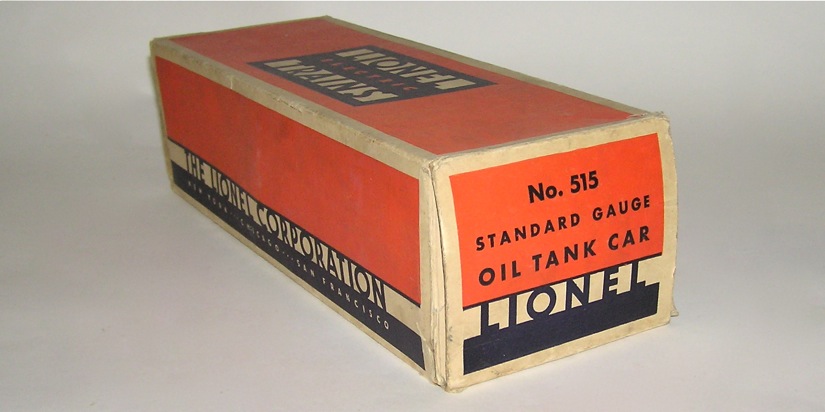 LIONEL
ELECTRIC
TRAINS
THE LIONEL CORPORATION
NEW YORK · CHICAGO · SAN FRANCISCO
No. 515
STANDARD GAUGE
OIL TANK CAR
LIONEL